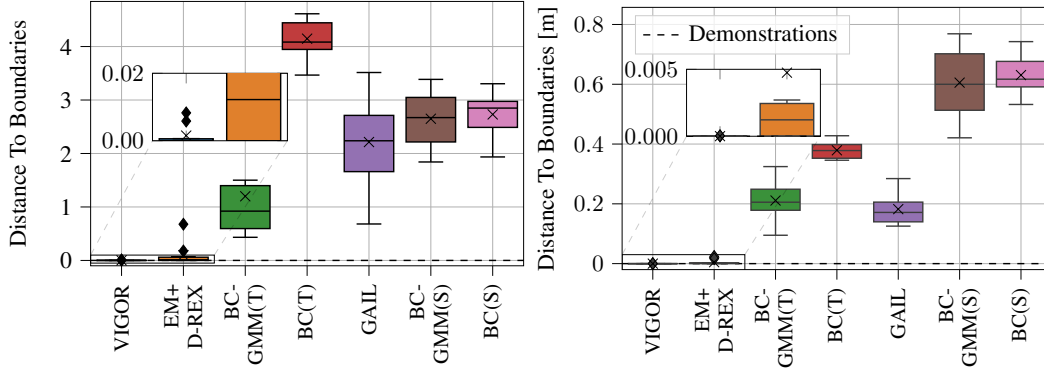 Distance To Boundaries
4
3
2
1
0
0.02
0.00
VIGOR
EM+
D-REX
BC-
GMM(T)
BC(T)
GAIL
BC-
GMM(S)
BC(S)
Distance To Boundaries [m]
0.8
0.6
0.4
0.2
0
Demonstrations
0.005
0.000
VIGOR
EM+
D-REX
BC-
GMM(T)
BC(T)
GAIL
BC-
GMM(S)
BC(S)